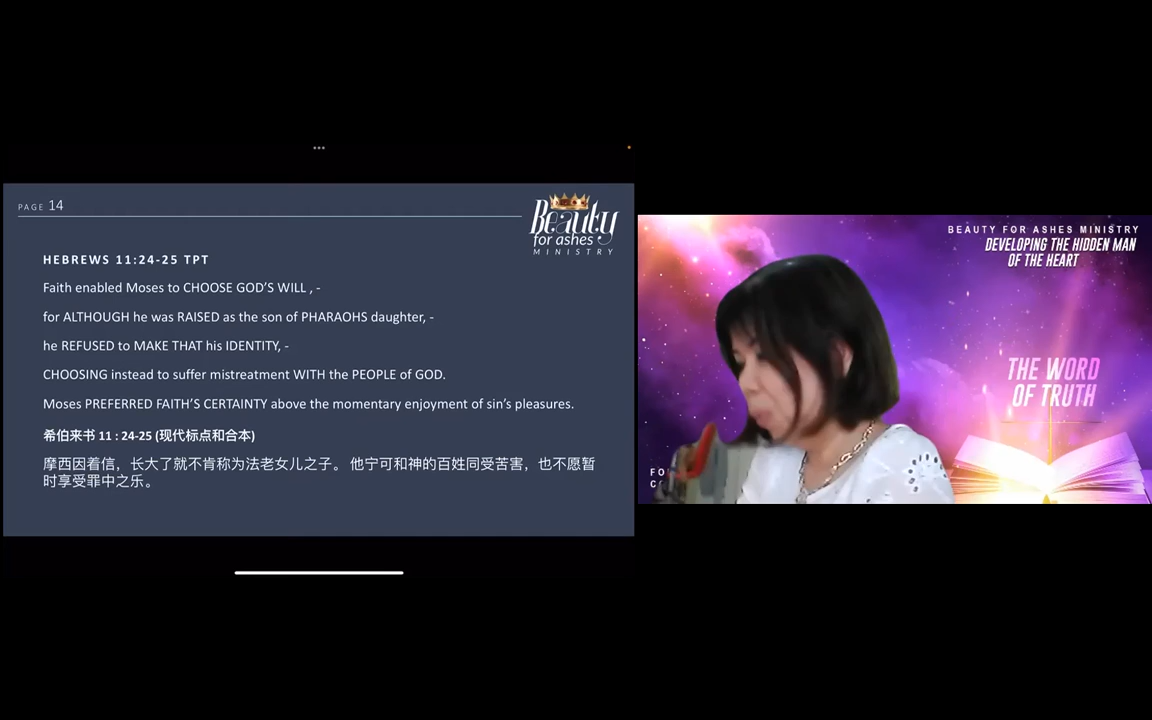 PAGE 14
Beauty
for ashes
MINISTRY
HEBREWS 11:24-25 TPT
Faith enabled Moses to CHOOSE GOD'S WILL , -
for ALTHOUGH he was RAISED as the son of PHARAOHS daughter, -
he REFUSED to MAKE THAT his IDENTITY, -
CHOOSING instead to suffer mistreatment WITH the PEOPLE of GOD.
Moses PREFERRED FAITH'S CERTAINTY above the momentary enjoyment of sin's pleasures.
希伯来书 11 : 24-25 (现代标点和合本)
摩西因着信，长大了就不肯称为法老女儿之子。 他宁可和神的百姓同受苦害，也不愿暂
时享受罪中之乐。
BEAUTY FOR ASHES MINISTRY
DEVELOPING THE HIDDEN MAN
OF THE HEART
THE WORD
OF TRUTH